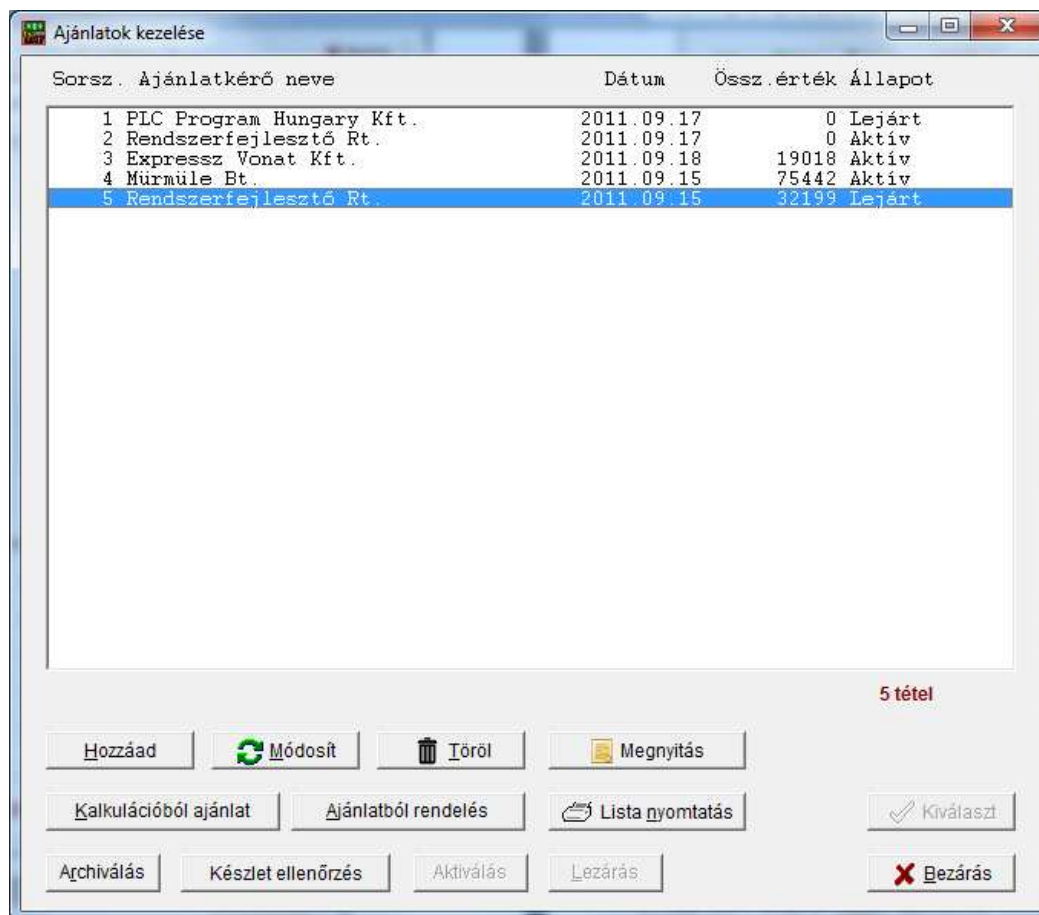 Ajánlatok kezelése
Sorsz. Ajánlatkérő neve Dátum Össz.érték Állapot
1 PLC Program Hungary Kft. 2011.09.17 0 Lejárt
2 Rendszerfejlesztő Rt. 2011.09.17 0 Aktív
3 Expressz Vonat Kft. 2011.09.18 19018 Aktív
4 Mürmüle Bt. 2011.09.15 75442 Aktív
5 Rendszerfejlesztő Rt. 2011.09.15 32199 Lejárt
5 tétel
Hozzáad Módosít Töröl Megnyitás
Kalkulációból ajánlat Ajánlatból rendelés Lista nyomtatás Kiválaszt
Archiválás Készlet ellenőrzés Aktiválás Lezárás Bezárás